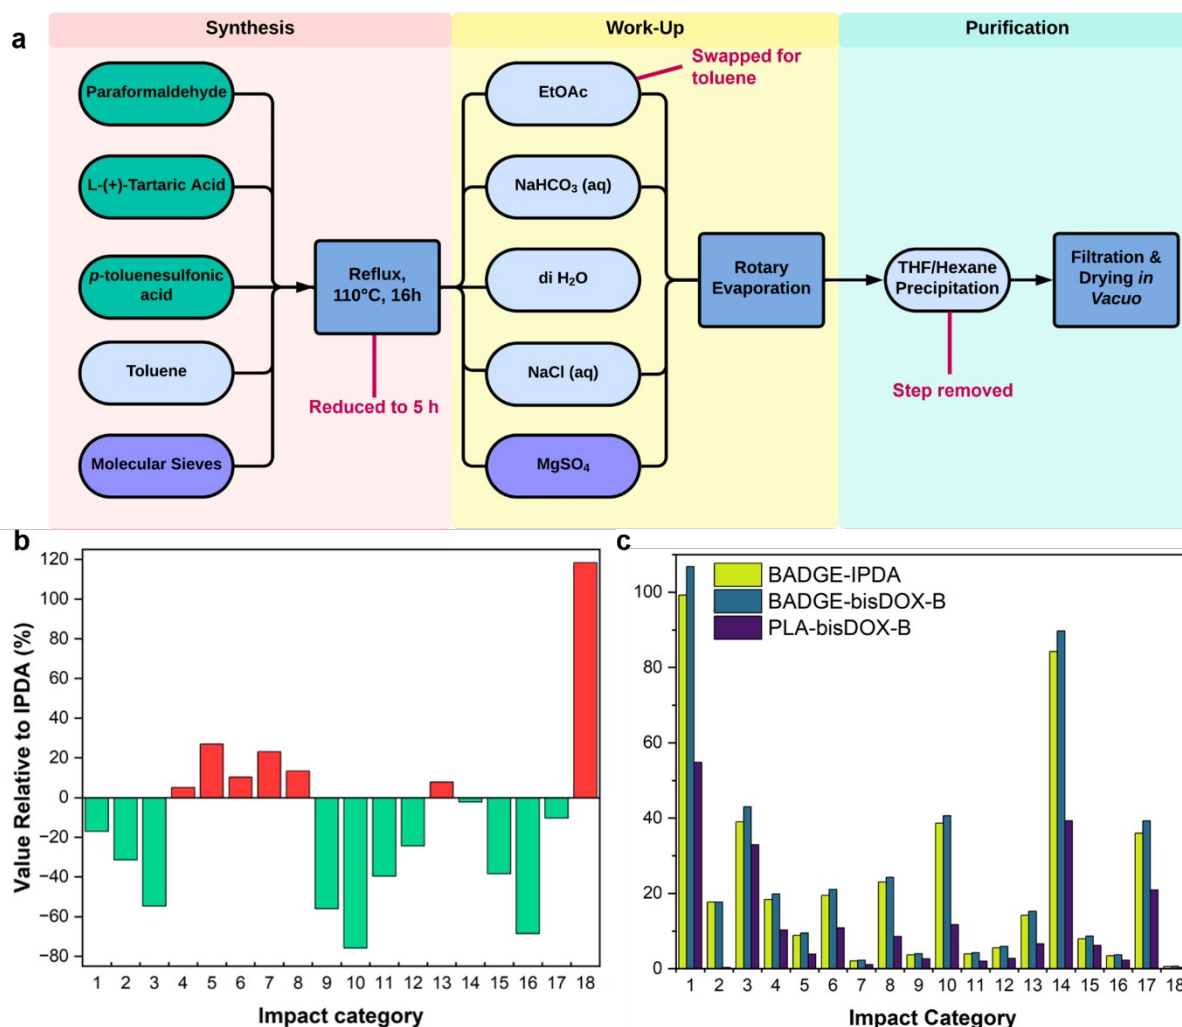 a
Synthesis
Work-Up
Purification
Paraformaldehyde
L-(+)-Tartaric Acid
p-toluenesulfonic
acid
Toluene
Molecular Sieves
Reflux,
110°C, 16h
Reduced to 5 h
EtOAc
Swapped for
toluene
NaHCO₃ (aq)
di H₂O
NaCl (aq)
MgSO₄
Rotary
Evaporation
THF/Hexane
Precipitation
Step removed
Filtration &
Drying in
Vacuo
b
Value Relative to IPDA (%)
120
100
80
60
40
20
0
−20
−40
−60
−80
1 2 3 4 5 6 7 8 9 10 11 12 13 14 15 16 17 18
Impact category
c
BADGE-IPDA
BADGE-bisDOX-B
PLA-bisDOX-B
100
80
60
40
20
0
1 2 3 4 5 6 7 8 9 10 11 12 13 14 15 16 17 18
Impact Category